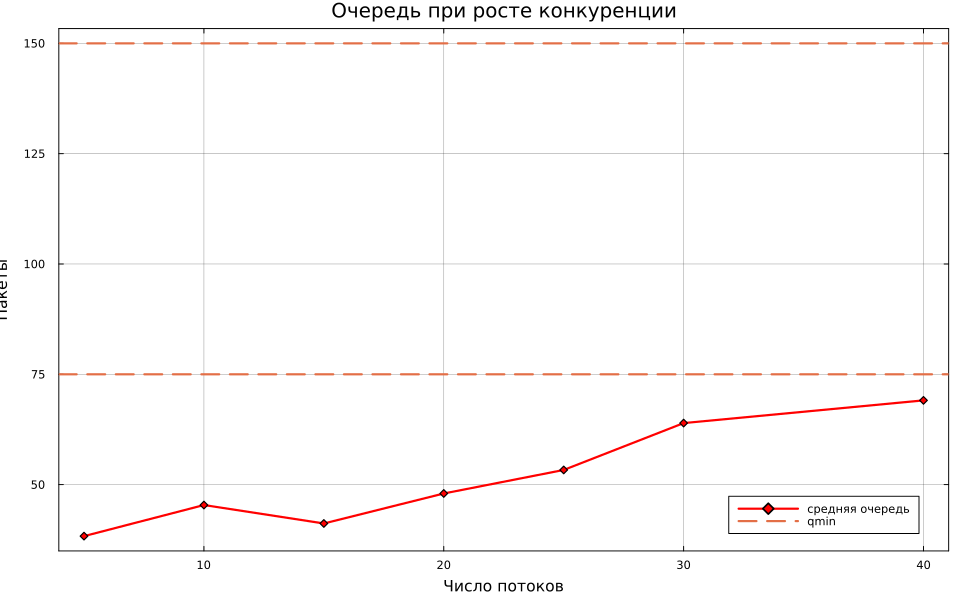 Очередь при росте конкуренции
150
125
100
75
50
Пакеты
10
20
30
40
Число потоков
средняя очередь
qmin